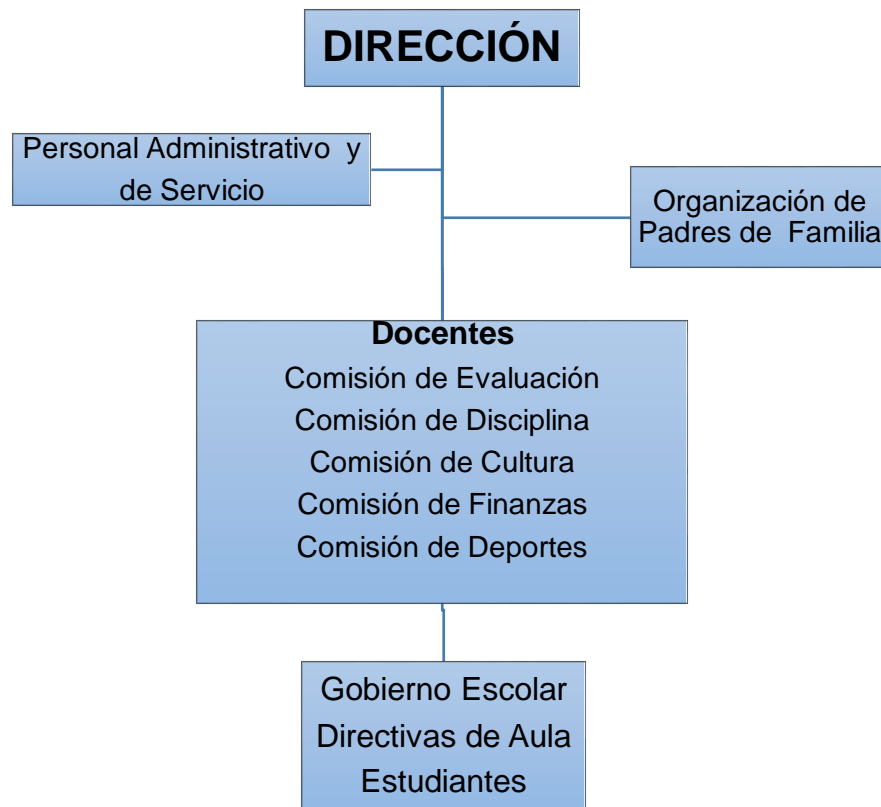 DIRECCIÓN
Personal Administrativo y
de Servicio
Organización de
Padres de Familia
Docentes
Comisión de Evaluación
Comisión de Disciplina
Comisión de Cultura
Comisión de Finanzas
Comisión de Deportes
Gobierno Escolar
Directivas de Aula
Estudiantes